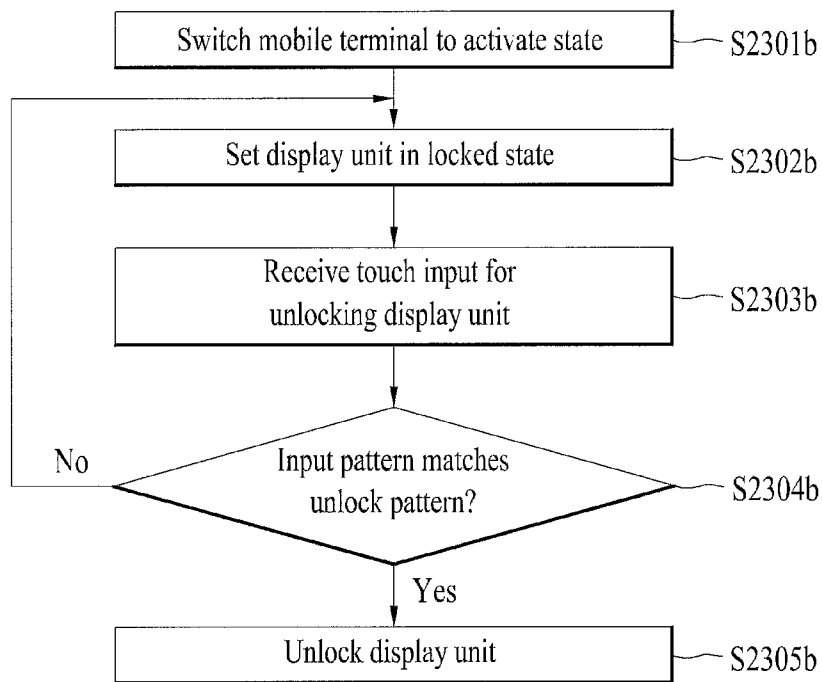 Switch mobile terminal to activate state
S2301b
Set display unit in locked state
S2302b
Receive touch input for
unlocking display unit
S2303b
No
Input pattern matches
unlock pattern?
S2304b
Yes
Unlock display unit
S2305b